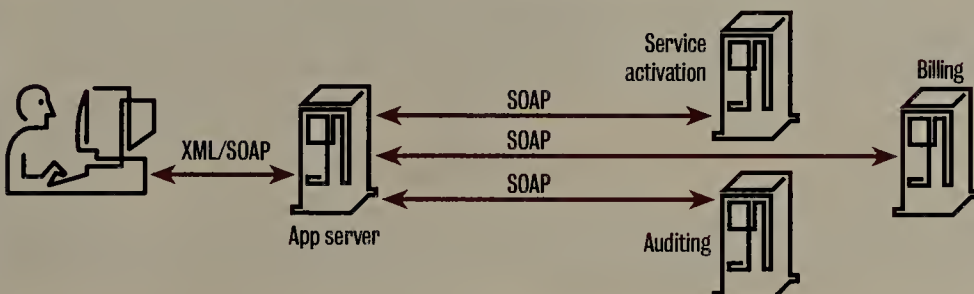 Service
activation
Billing
SOAP
XML/SOAP
SOAP
SOAP
App server
Auditing